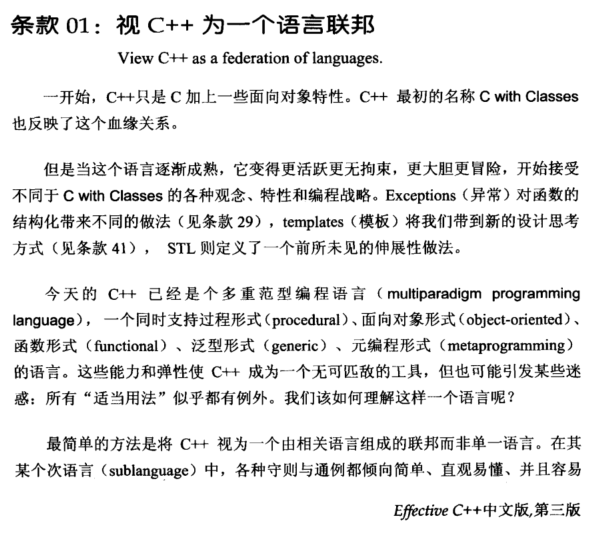 条款 01：视 C++ 为一个语言联邦
View C++ as a federation of languages.
一开始，C++只是 C 加上一些面向对象特性。C++ 最初的名称 C with Classes
也反映了这个血缘关系。
但是当这个语言逐渐成熟，它变得更活跃更无拘束，更大胆更冒险，开始接受
不同于 C with Classes 的各种观念、特性和编程战略。Exceptions（异常）对函数的
结构化带来不同的做法（见条款 29），templates（模板）将我们带到新的设计思考
方式（见条款 41）， STL 则定义了一个前所未见的伸展性做法。
今天的 C++ 已经是个多重范型编程语言（multiparadigm programming
language），一个同时支持过程形式（procedural）、面向对象形式（object-oriented）、
函数形式（functional）、泛型形式（generic）、元编程形式（metaprogramming）
的语言。这些能力和弹性使 C++ 成为一个无可匹敌的工具，但也可能引发某些迷
惑：所有“适当用法”似乎都有例外。我们该如何理解这样一个语言呢？
最简单的方法是将 C++ 视为一个由相关语言组成的联邦而非单一语言。在其
某个次语言（sublanguage）中，各种守则与通例都倾向简单、直观易懂、并且容易
Effective C++中文版,第三版